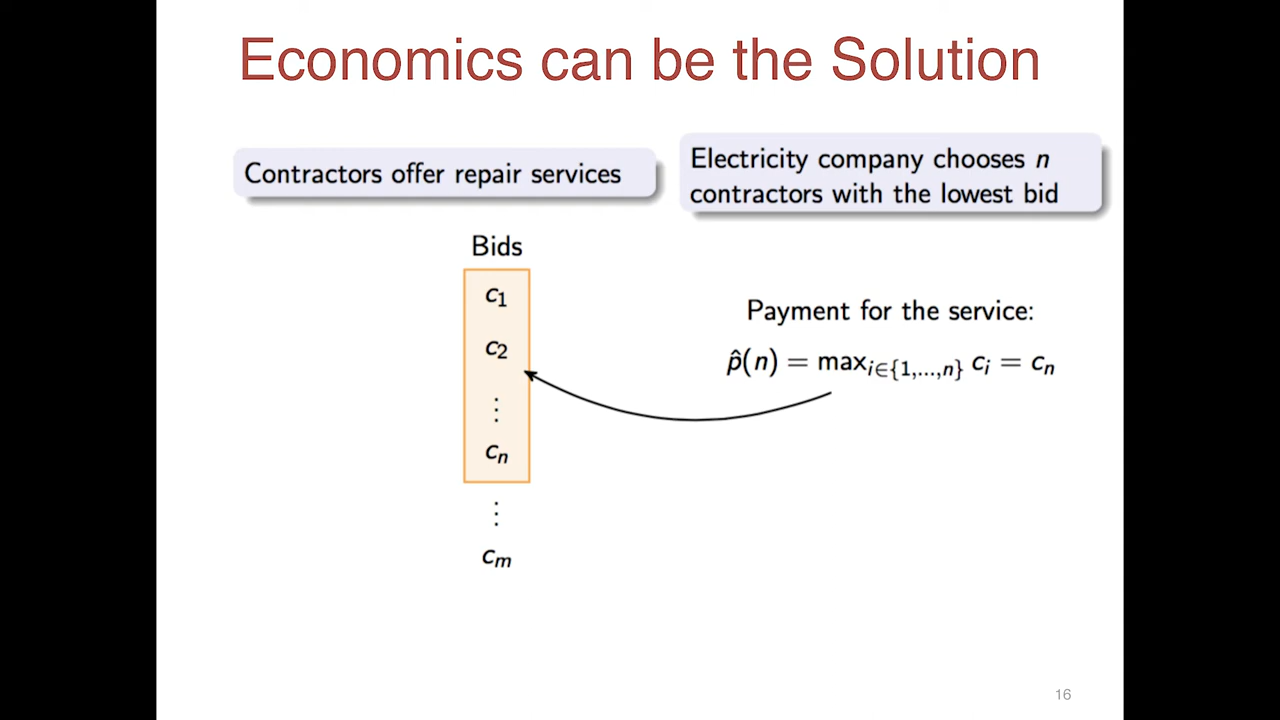 Economics can be the Solution
Contractors offer repair services
Electricity company chooses n
contractors with the lowest bid
Bids
c₁
c₂
⋮
cₙ
⋮
cₘ
Payment for the service:
p̂(n) = max_{i∈{1,...,n}} cᵢ = cₙ
16